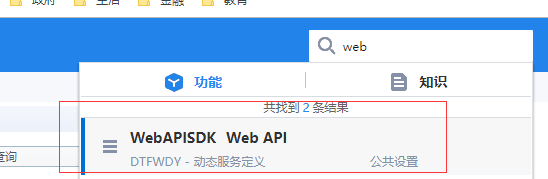 政府 生活 金融 教育
web
功能 知识
共找到 2 条结果
WebAPISDK Web API
查询
DTFWDY - 动态服务定义 公共设置